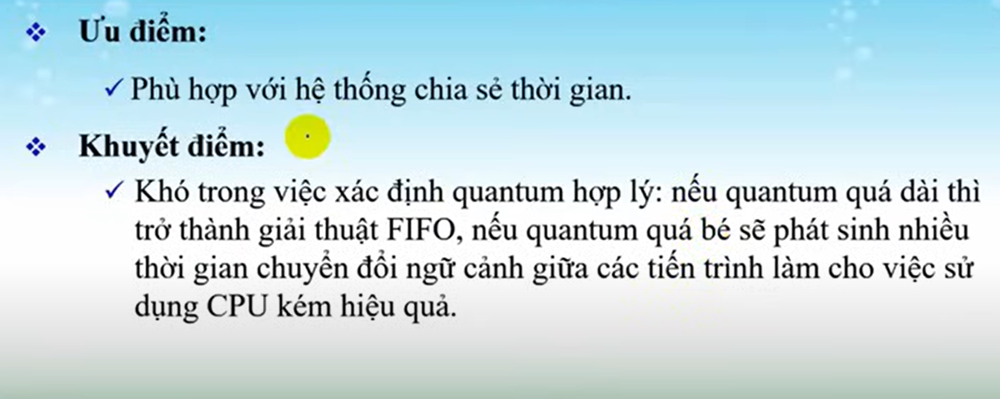 Ưu điểm:
Phù hợp với hệ thống chia sẻ thời gian.
Khuyết điểm:
Khó trong việc xác định quantum hợp lý: nếu quantum quá dài thì
trở thành giải thuật FIFO, nếu quantum quá bé sẽ phát sinh nhiều
thời gian chuyển đổi ngữ cảnh giữa các tiến trình làm cho việc sử
dụng CPU kém hiệu quả.